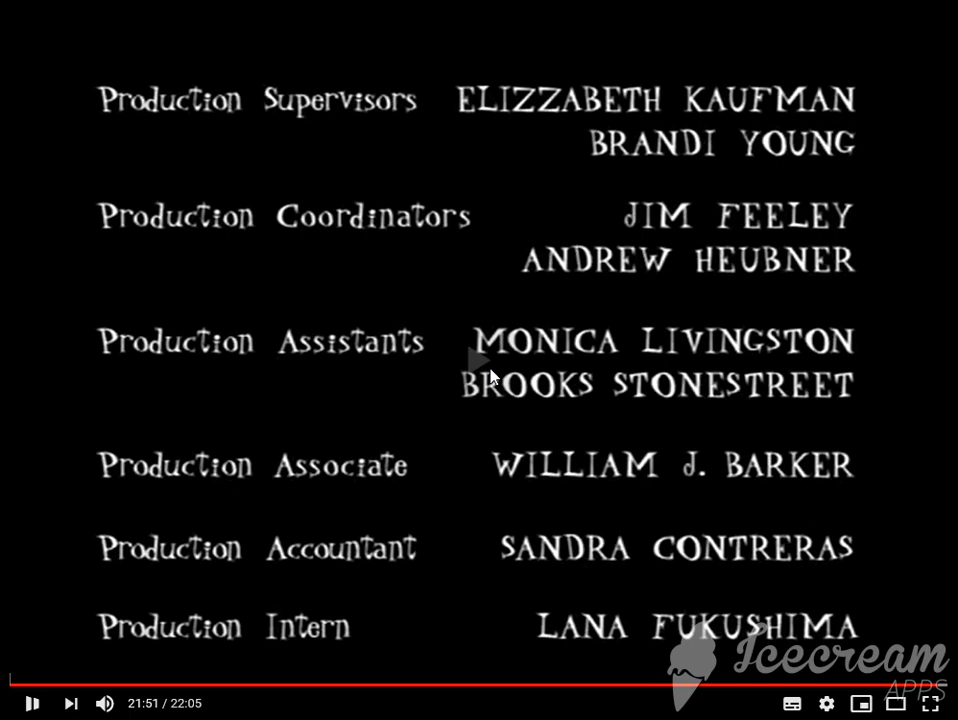 Production Supervisors ELIZZABETH KAUFMAN
BRANDI YOUNG
Production Coordinators JIM FEELEY
ANDREW HEUBNER
Production Assistants MONICA LIVINGSTON
BROOKS STONESTREET
Production Associate WILLIAM J. BARKER
Production Accountant SANDRA CONTRERAS
Production Intern LANA FUKUSHIMA
Icecream
APPS
21:51 / 22:05